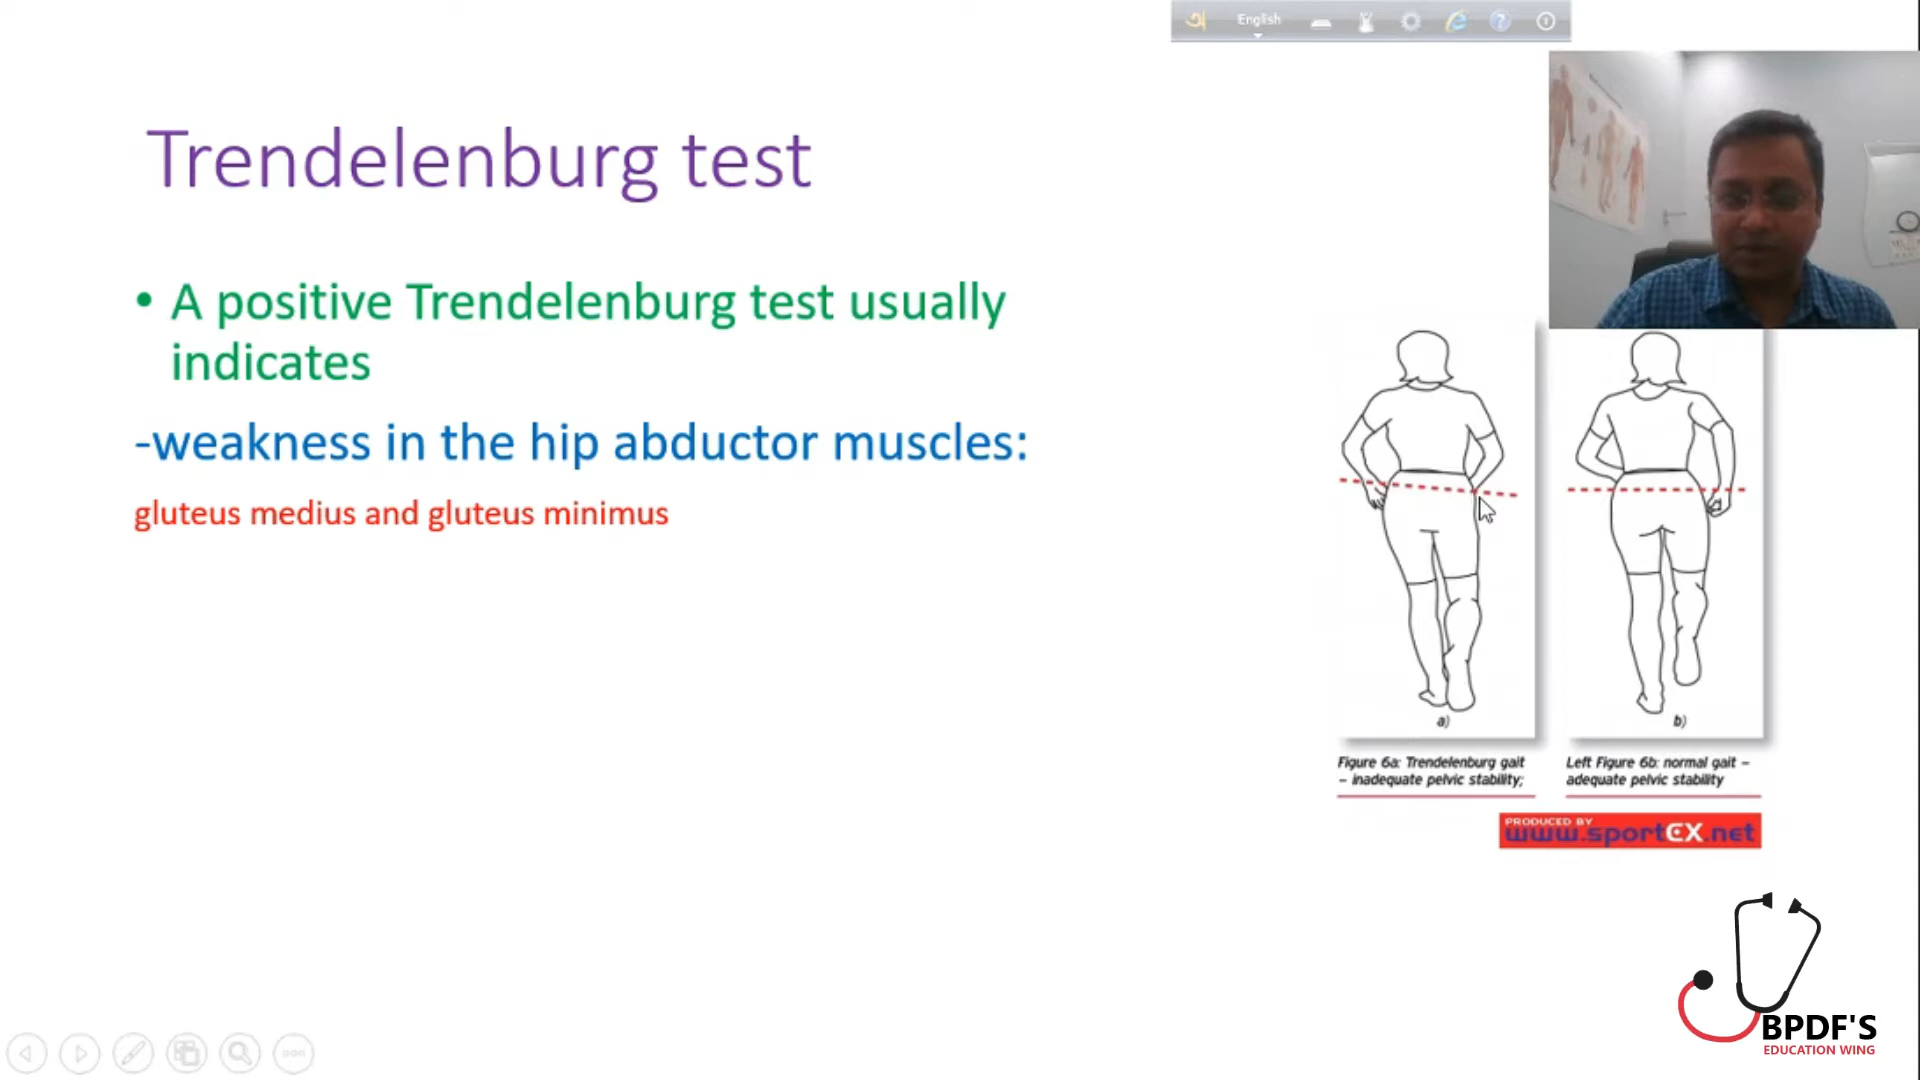 অ English
Trendelenburg test
• A positive Trendelenburg test usually
indicates
-weakness in the hip abductor muscles:
gluteus medius and gluteus minimus
a)
b)
Figure 6a: Trendelenburg gait
– inadequate pelvic stability;
Left Figure 6b: normal gait –
adequate pelvic stability
PRODUCED BY
www.sportEX.net
BPDF'S
EDUCATION WING